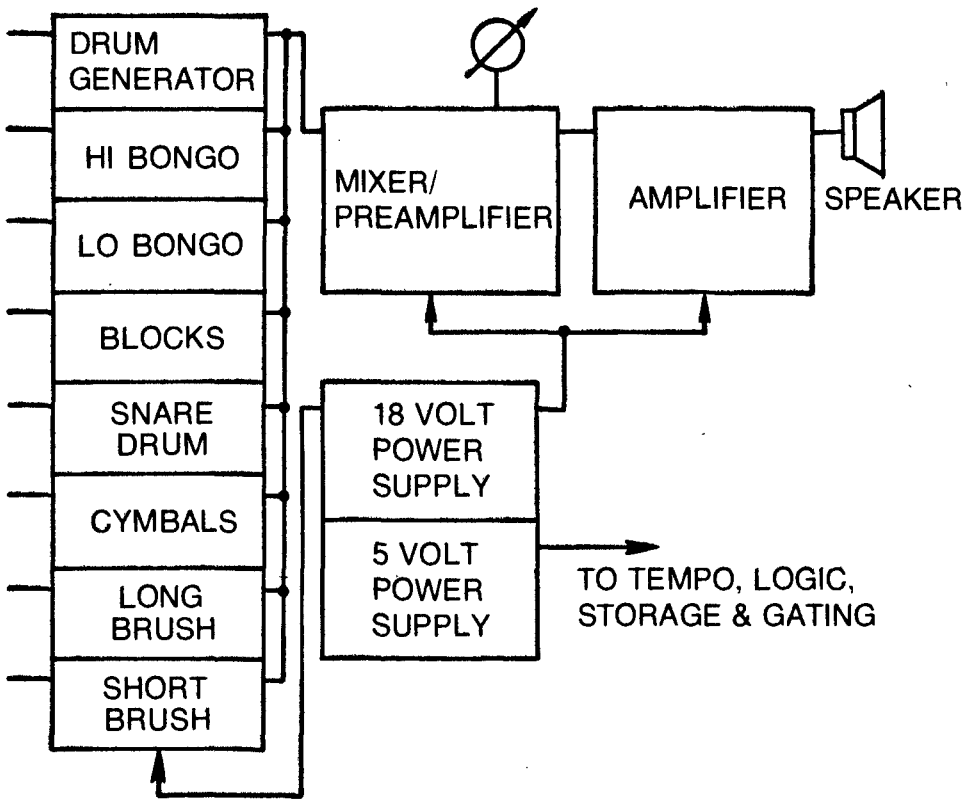 DRUM
GENERATOR
HI BONGO
LO BONGO
BLOCKS
SNARE
DRUM
CYMBALS
LONG
BRUSH
SHORT
BRUSH
MIXER/
PREAMPLIFIER
AMPLIFIER
SPEAKER
18 VOLT
POWER
SUPPLY
5 VOLT
POWER
SUPPLY
TO TEMPO, LOGIC,
STORAGE & GATING